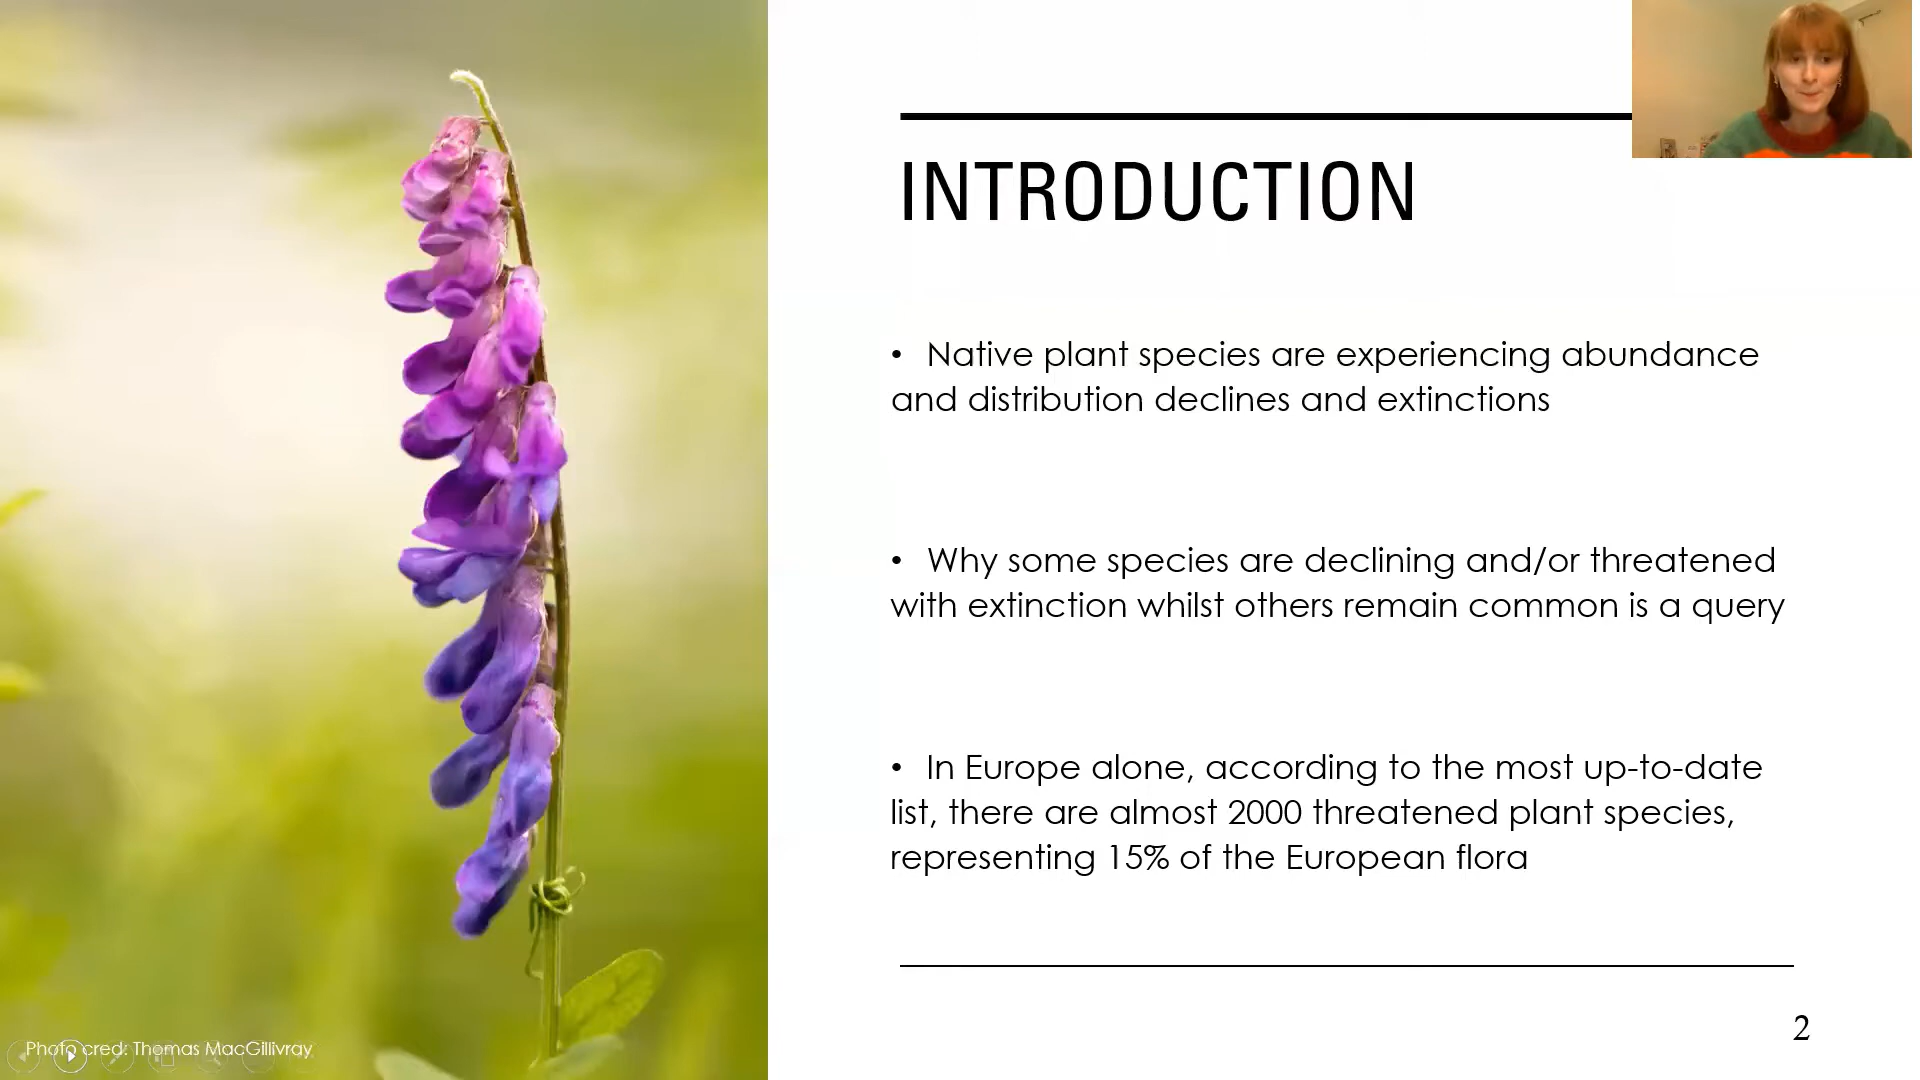 INTRODUCTION
• Native plant species are experiencing abundance
and distribution declines and extinctions
• Why some species are declining and/or threatened
with extinction whilst others remain common is a query
• In Europe alone, according to the most up-to-date
list, there are almost 2000 threatened plant species,
representing 15% of the European flora
Photo cred: Thomas MacGillivray
2